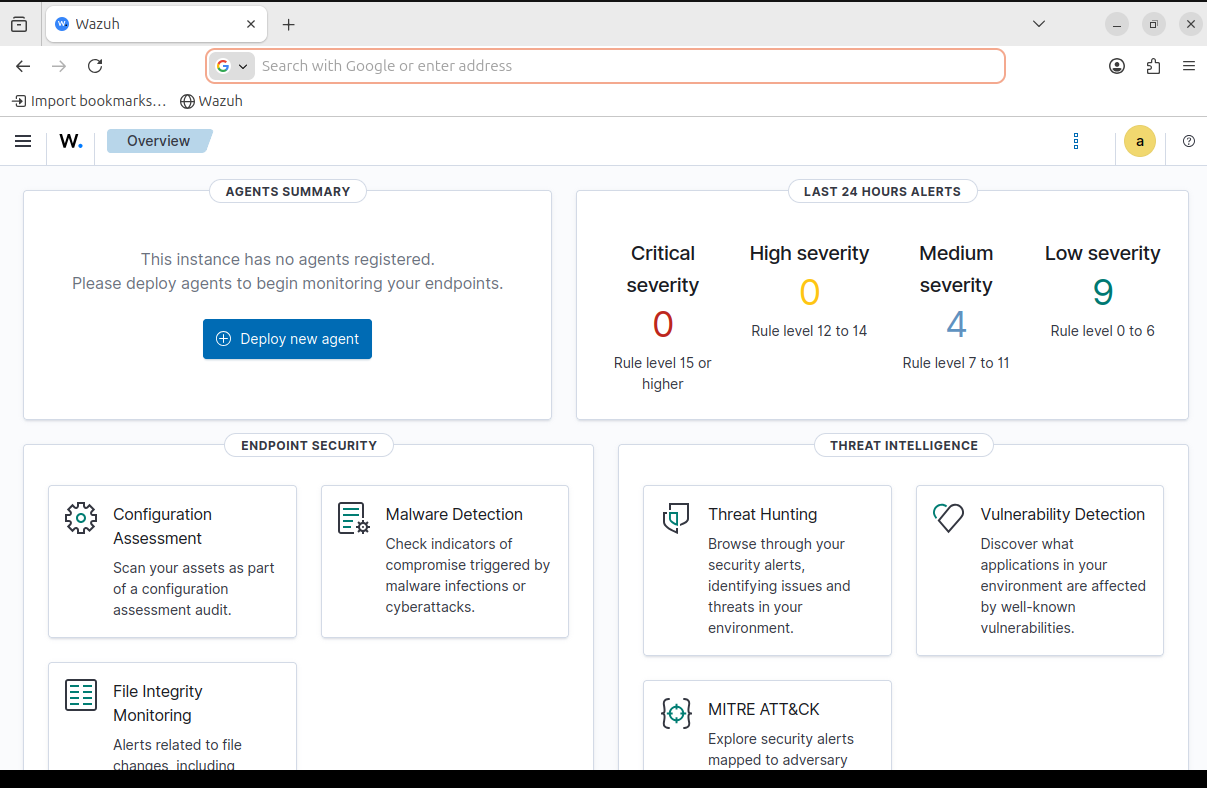 Wazuh
Search with Google or enter address
Import bookmarks…
Wazuh
W.
Overview
a
AGENTS SUMMARY
This instance has no agents registered.
Please deploy agents to begin monitoring your endpoints.
Deploy new agent
LAST 24 HOURS ALERTS
Critical
severity
0
Rule level 15 or
higher
High severity
0
Rule level 12 to 14
Medium
severity
4
Rule level 7 to 11
Low severity
9
Rule level 0 to 6
ENDPOINT SECURITY
Configuration
Assessment
Scan your assets as part
of a configuration
assessment audit.
Malware Detection
Check indicators of
compromise triggered by
malware infections or
cyberattacks.
File Integrity
Monitoring
Alerts related to file
changes, including
THREAT INTELLIGENCE
Threat Hunting
Browse through your
security alerts,
identifying issues and
threats in your
environment.
Vulnerability Detection
Discover what
applications in your
environment are affected
by well-known
vulnerabilities.
MITRE ATT&CK
Explore security alerts
mapped to adversary